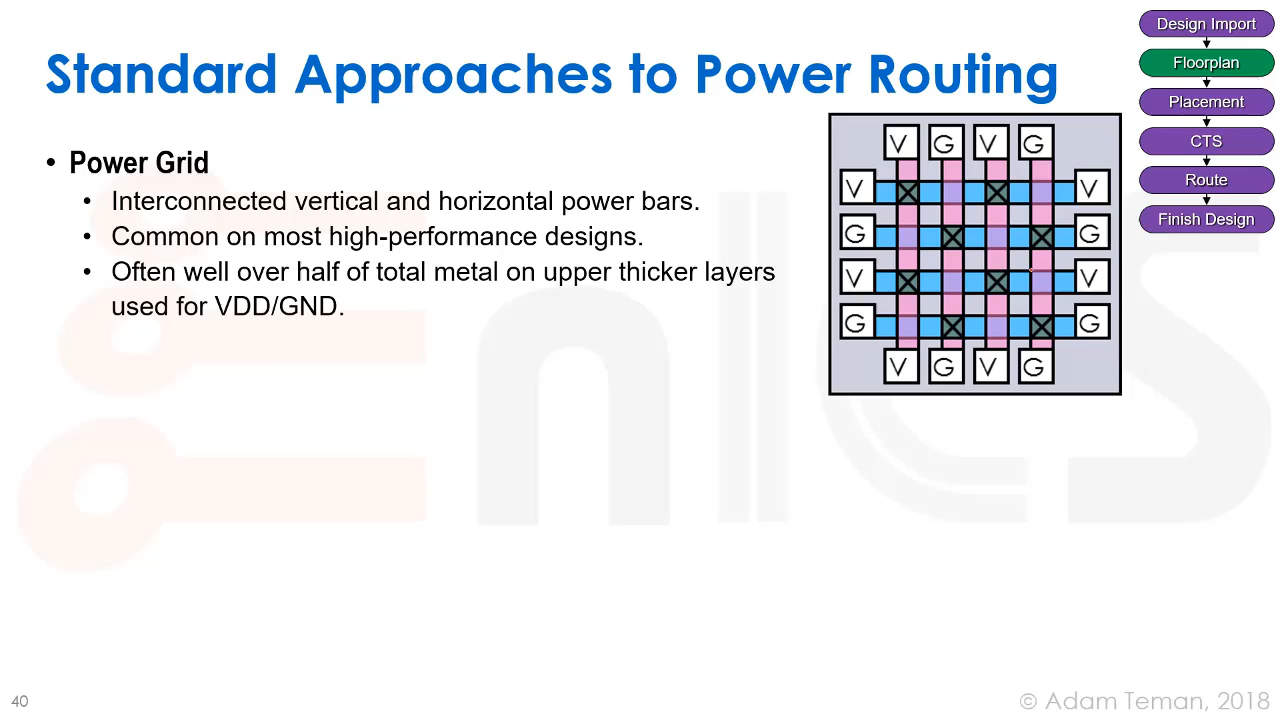 Standard Approaches to Power Routing
• Power Grid
• Interconnected vertical and horizontal power bars.
• Common on most high-performance designs.
• Often well over half of total metal on upper thicker layers
used for VDD/GND.
V G V G
V V
G G
V V
G G
V G V G
Design Import
Floorplan
Placement
CTS
Route
Finish Design
EnICS
40
© Adam Teman, 2018